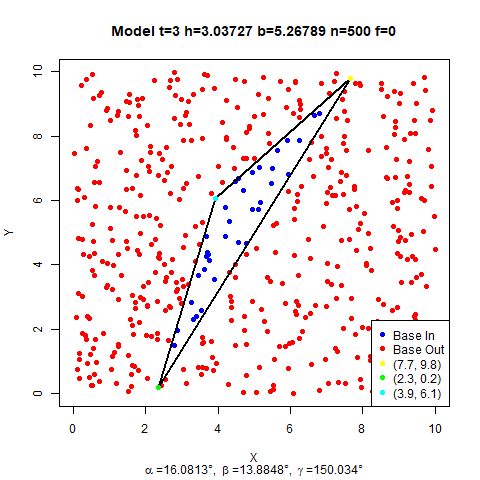 Model t=3 h=3.03727 b=5.26789 n=500 f=0
10
8
6
4
2
0
Y
Base In
Base Out
(7.7, 9.8)
(2.3, 0.2)
(3.9, 6.1)
0 2 4 6 8 10
X
α=16.0813°, β=13.8848°, γ=150.034°